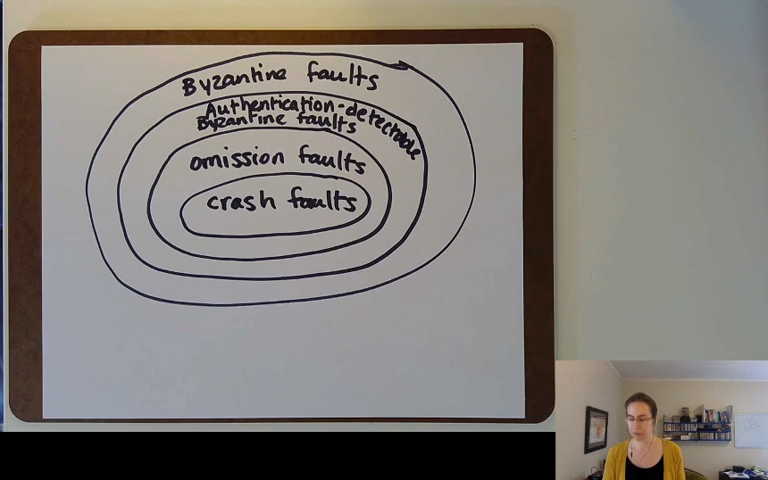 Byzantine faults
Authentication-detectable
Byzantine faults
omission faults
crash faults